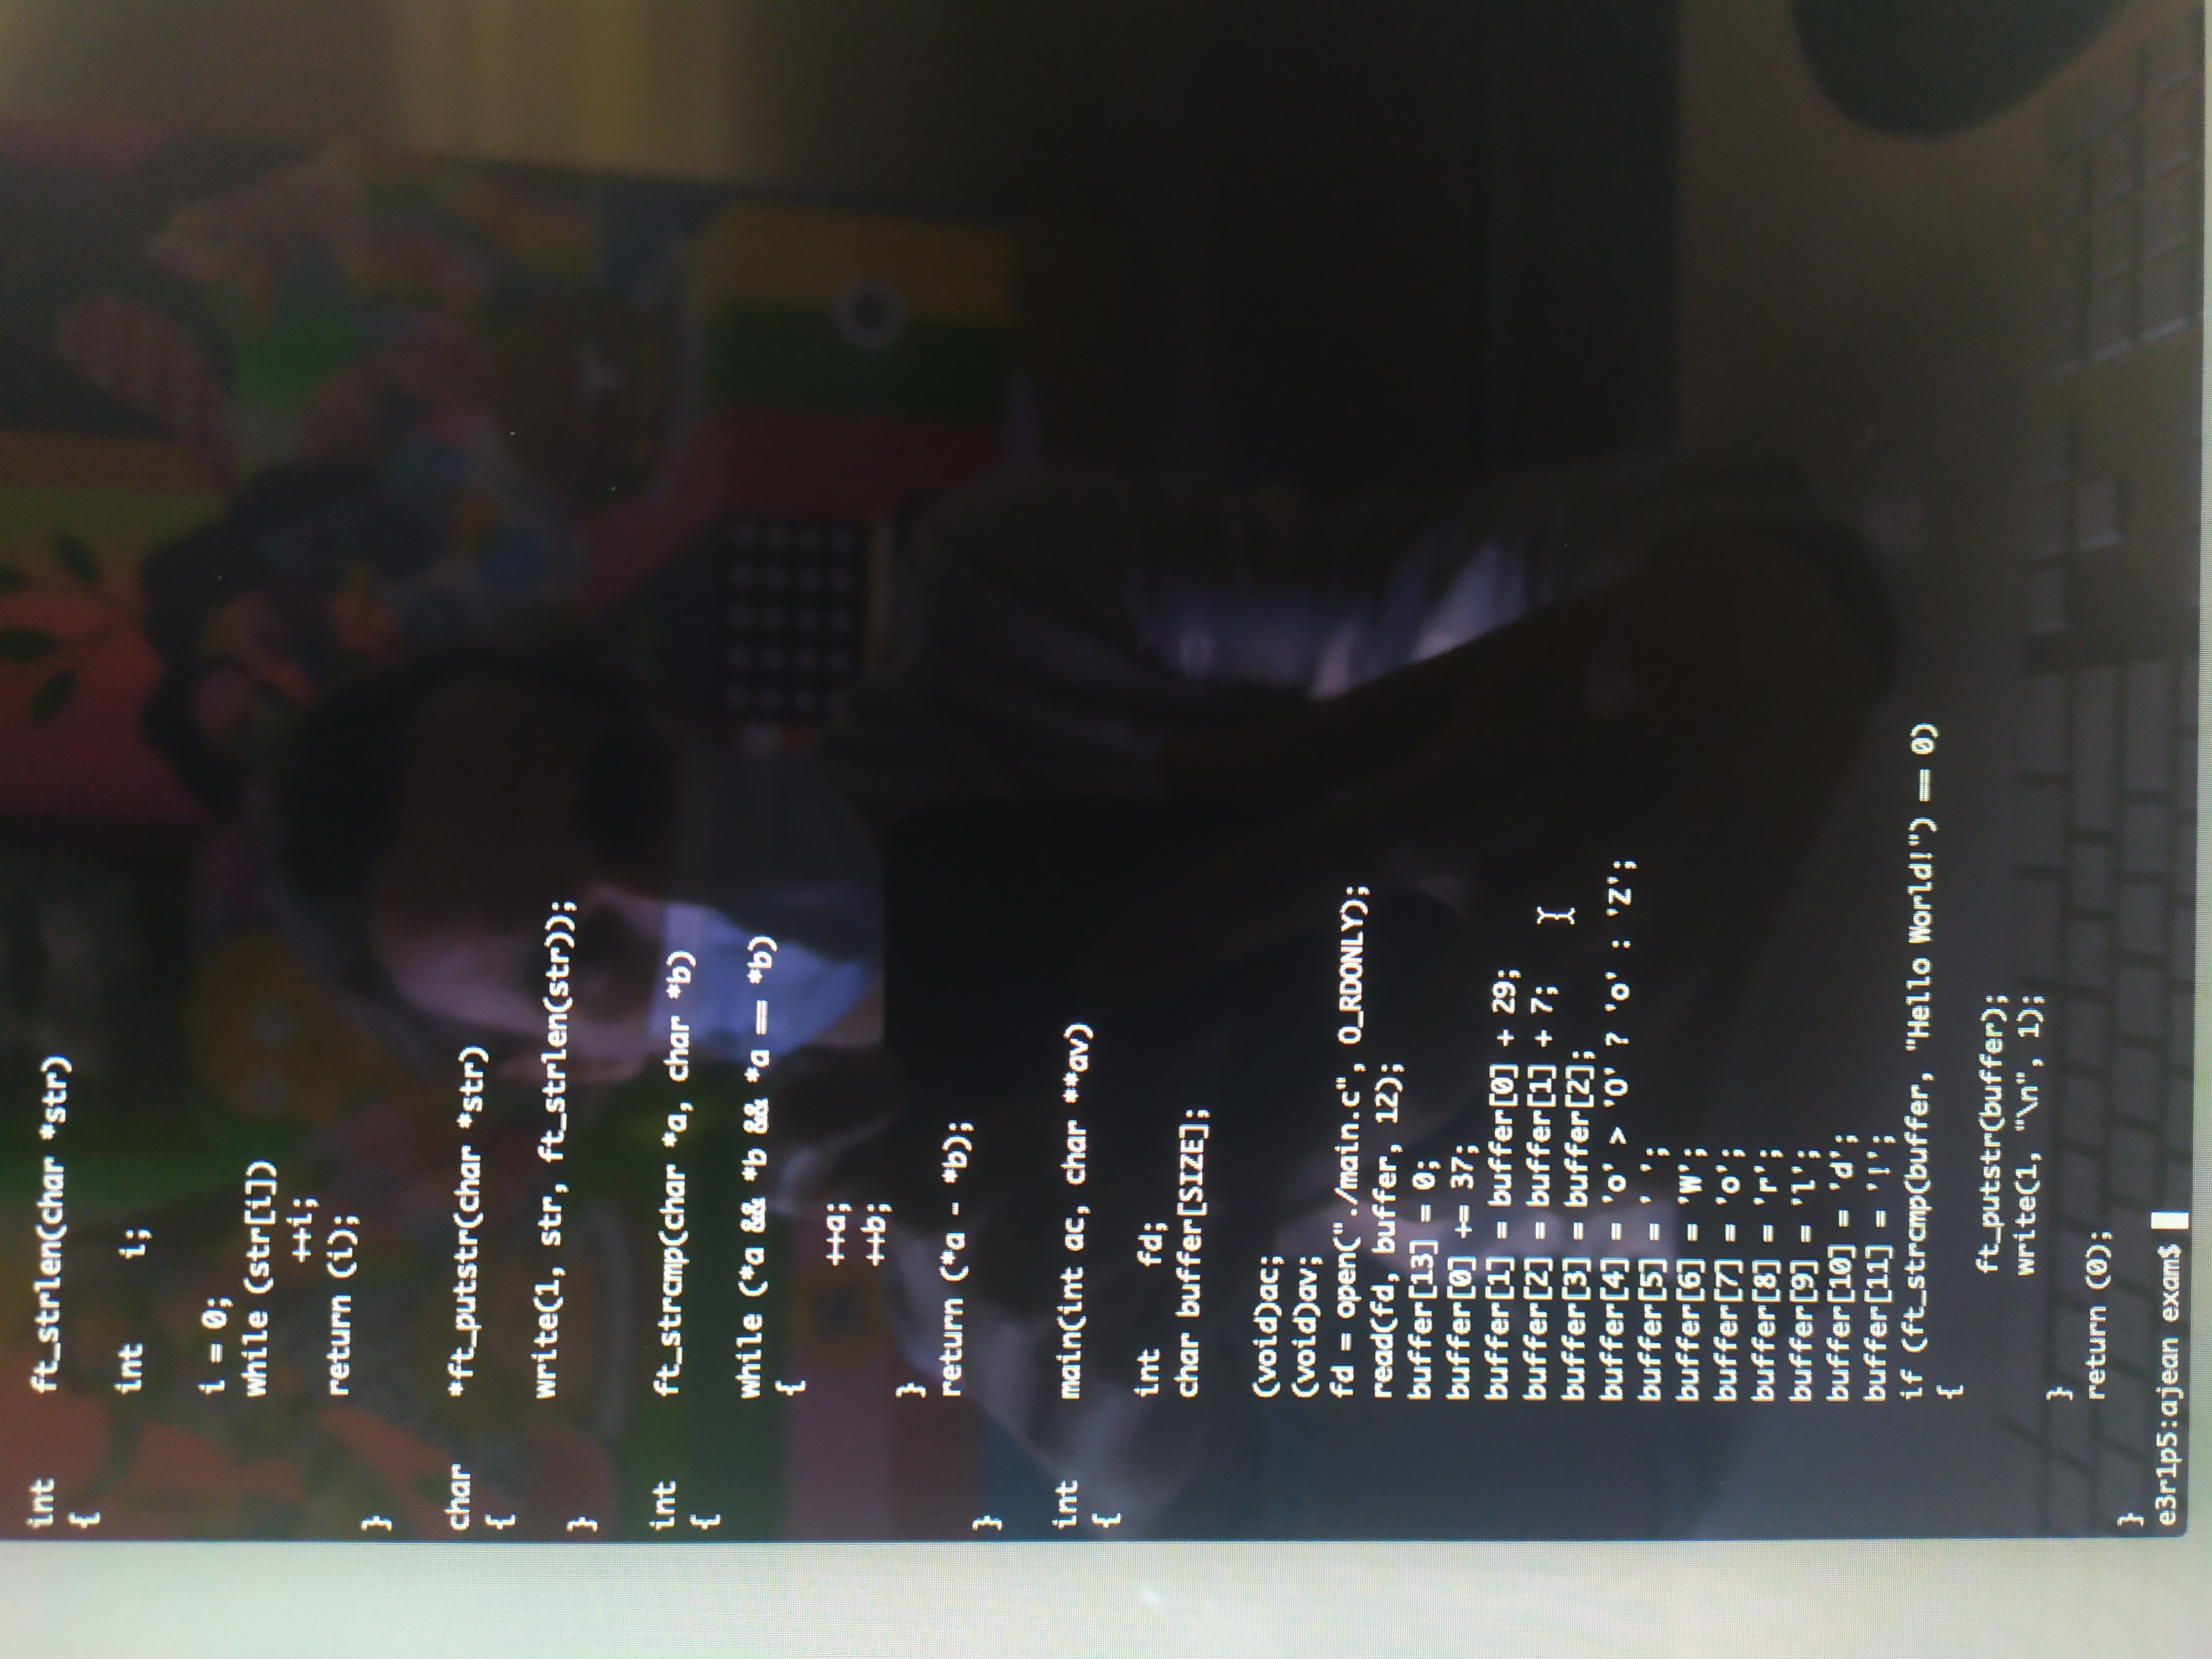 int     ft_strlen(char *str)
{
        int     i;

        i = 0;
        while (str[i])
                ++i;
        return (i);
}

char    *ft_putstr(char *str)
{
        write(1, str, ft_strlen(str));
}

int     ft_strcmp(char *a, char *b)
{
        while (*a && *b && *a == *b)
        {
                ++a;
                ++b;
        }
        return (*a - *b);
}

int     main(int ac, char **av)
{
        int     fd;
        char buffer[SIZE];

        (void)ac;
        (void)av;
        fd = open("./main.c", O_RDONLY);
        read(fd, buffer, 12);
        buffer[13] = 0;
        buffer[0] += 37;
        buffer[1] = buffer[0] + 29;
        buffer[2] = buffer[1] + 7;
        buffer[3] = buffer[2];
        buffer[4] = 'o' > 'O' ? 'o' : 'Z';
        buffer[5] = ' ';
        buffer[6] = 'W';
        buffer[7] = 'o';
        buffer[8] = 'r';
        buffer[9] = 'l';
        buffer[10] = 'd';
        buffer[11] = '!';
        if (ft_strcmp(buffer, "Hello World!") == 0)
        {
                ft_putstr(buffer);
                write(1, "\n", 1);
        }
        return (0);
}
e3r1p5:ajean exam$